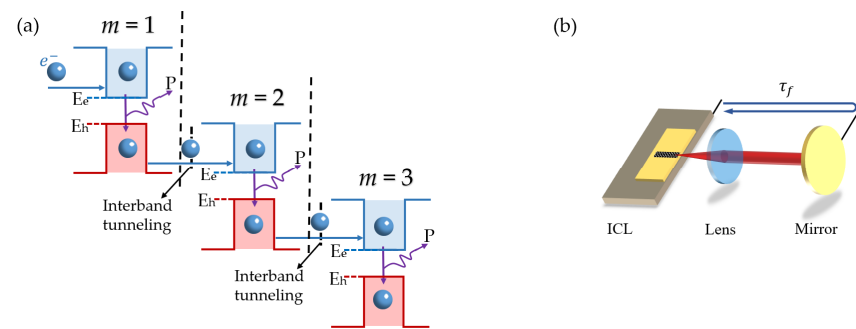 (a)
m = 1
e⁻
P
Ee
Eh
m = 2
P
Ee
Eh
Interband
tunneling
m = 3
P
Ee
Eh
Interband
tunneling
(b)
τf
ICL
Lens
Mirror